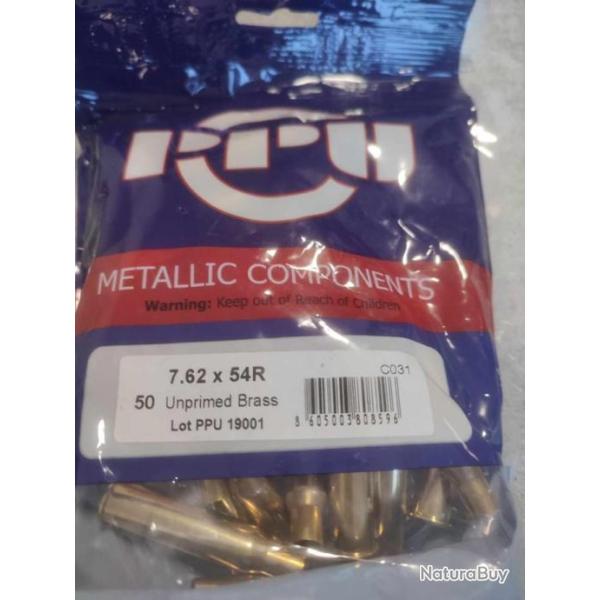 PPU
METALLIC COMPONENTS
Warning: Keep out of Reach of Children
7.62 x 54R
C031
50 Unprimed Brass
Lot PPU 19001
8 605003 808596
NaturaBuy